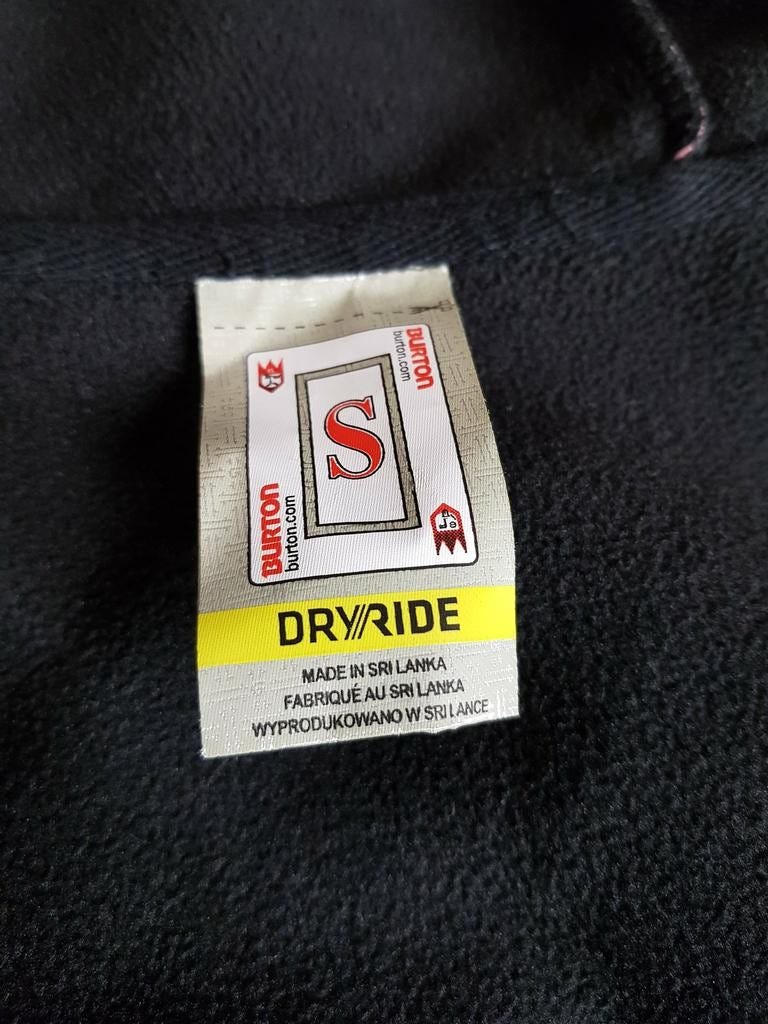 BURTON
burton.com
S
BURTON
burton.com
DRYRIDE
MADE IN SRI LANKA
FABRIQUÉ AU SRI LANKA
WYPRODUKOWANO W SRI LANCE